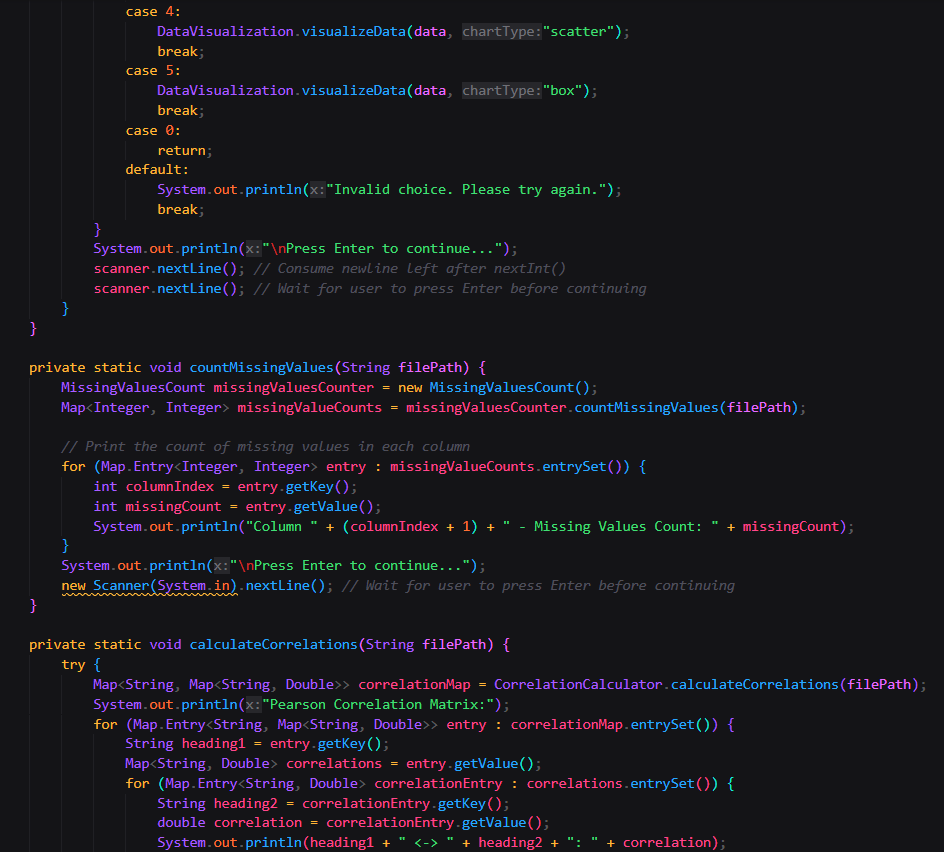 case 4:
DataVisualization.visualizeData(data, chartType:"scatter");
break;
case 5:
DataVisualization.visualizeData(data, chartType:"box");
break;
case 0:
return;
default:
System.out.println(x:"Invalid choice. Please try again.");
break;
}
System.out.println(x:"\nPress Enter to continue...");
scanner.nextLine(); // Consume newline left after nextInt()
scanner.nextLine(); // Wait for user to press Enter before continuing
}
}
private static void countMissingValues(String filePath) {
MissingValuesCount missingValuesCounter = new MissingValuesCount();
Map<Integer, Integer> missingValueCounts = missingValuesCounter.countMissingValues(filePath);
// Print the count of missing values in each column
for (Map.Entry<Integer, Integer> entry : missingValueCounts.entrySet()) {
int columnIndex = entry.getKey();
int missingCount = entry.getValue();
System.out.println("Column " + (columnIndex + 1) + " - Missing Values Count: " + missingCount);
}
System.out.println(x:"\nPress Enter to continue...");
new Scanner(System.in).nextLine(); // Wait for user to press Enter before continuing
}
private static void calculateCorrelations(String filePath) {
try {
Map<String, Map<String, Double>> correlationMap = CorrelationCalculator.calculateCorrelations(filePath);
System.out.println(x:"Pearson Correlation Matrix:");
for (Map.Entry<String, Map<String, Double>> entry : correlationMap.entrySet()) {
String heading1 = entry.getKey();
Map<String, Double> correlations = entry.getValue();
for (Map.Entry<String, Double> correlationEntry : correlations.entrySet()) {
String heading2 = correlationEntry.getKey();
double correlation = correlationEntry.getValue();
System.out.println(heading1 + " <-> " + heading2 + ": " + correlation);